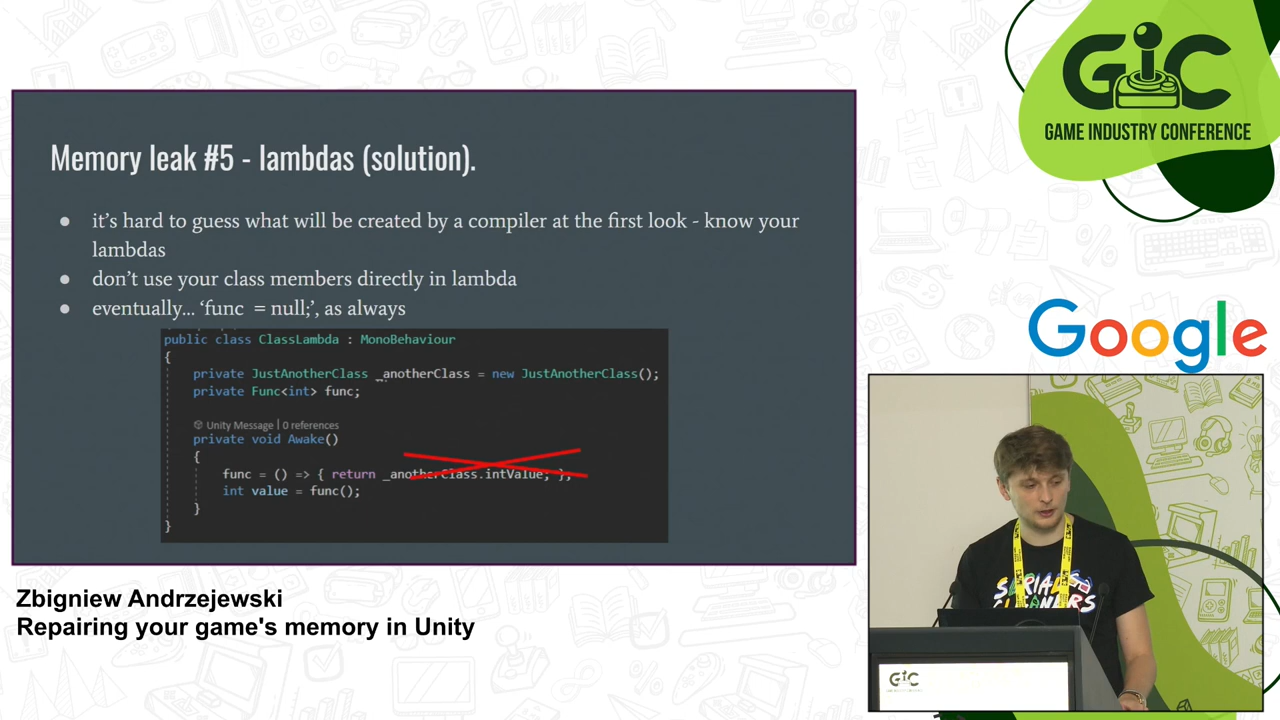 GIC
GAME INDUSTRY CONFERENCE
Memory leak #5 - lambdas (solution).
● it's hard to guess what will be created by a compiler at the first look - know your
lambdas
● don't use your class members directly in lambda
● eventually... ‘func = null;’, as always
public class ClassLambda : MonoBehaviour
{
private JustAnotherClass _anotherClass = new JustAnotherClass();
private Func<int> func;
Unity Message | 0 references
private void Awake()
{
func = () => { return _anotherClass.intValue; };
int value = func();
}
}
Google
GIC
Zbigniew Andrzejewski
Repairing your game's memory in Unity